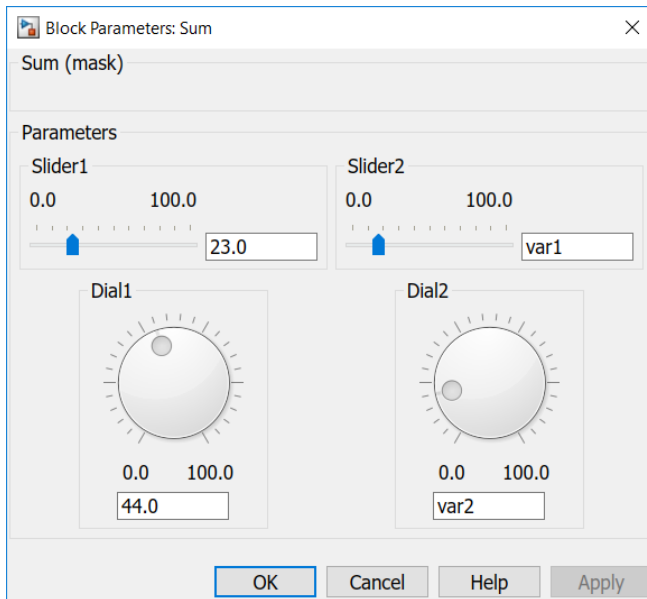 Block Parameters: Sum
Sum (mask)
Parameters
Slider1
0.0 100.0
23.0
Slider2
0.0 100.0
var1
Dial1
0.0 100.0
44.0
Dial2
0.0 100.0
var2
OK Cancel Help Apply